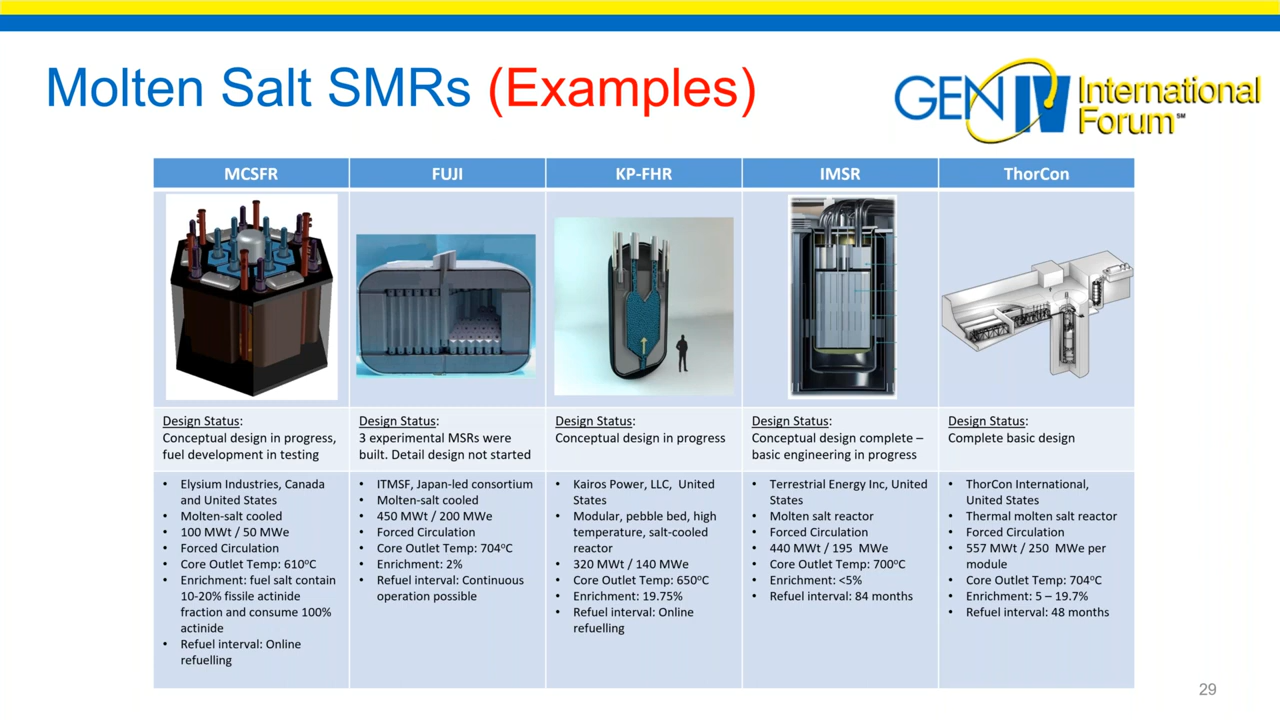 Molten Salt SMRs (Examples)
GEN IV International
Forum SM
MCSFR
FUJI
KP-FHR
IMSR
ThorCon
Design Status:
Conceptual design in progress,
fuel development in testing
Design Status:
3 experimental MSRs were
built. Detail design not started
Design Status:
Conceptual design in progress
Design Status:
Conceptual design complete –
basic engineering in progress
Design Status:
Complete basic design
• Elysium Industries, Canada
and United States
• Molten-salt cooled
• 100 MWt / 50 MWe
• Forced Circulation
• Core Outlet Temp: 610ºC
• Enrichment: fuel salt contain
10-20% fissile actinide
fraction and consume 100%
actinide
• Refuel interval: Online
refuelling
• ITMSF, Japan-led consortium
• Molten-salt cooled
• 450 MWt / 200 MWe
• Forced Circulation
• Core Outlet Temp: 704ºC
• Enrichment: 2%
• Refuel interval: Continuous
operation possible
• Kairos Power, LLC, United
States
• Modular, pebble bed, high
temperature, salt-cooled
reactor
• 320 MWt / 140 MWe
• Core Outlet Temp: 650ºC
• Enrichment: 19.75%
• Refuel interval: Online
refuelling
• Terrestrial Energy Inc, United
States
• Molten salt reactor
• Forced Circulation
• 440 MWt / 195 MWe
• Core Outlet Temp: 700ºC
• Enrichment: <5%
• Refuel interval: 84 months
• ThorCon International,
United States
• Thermal molten salt reactor
• Forced Circulation
• 557 MWt / 250 MWe per
module
• Core Outlet Temp: 704ºC
• Enrichment: 5 – 19.7%
• Refuel interval: 48 months
29